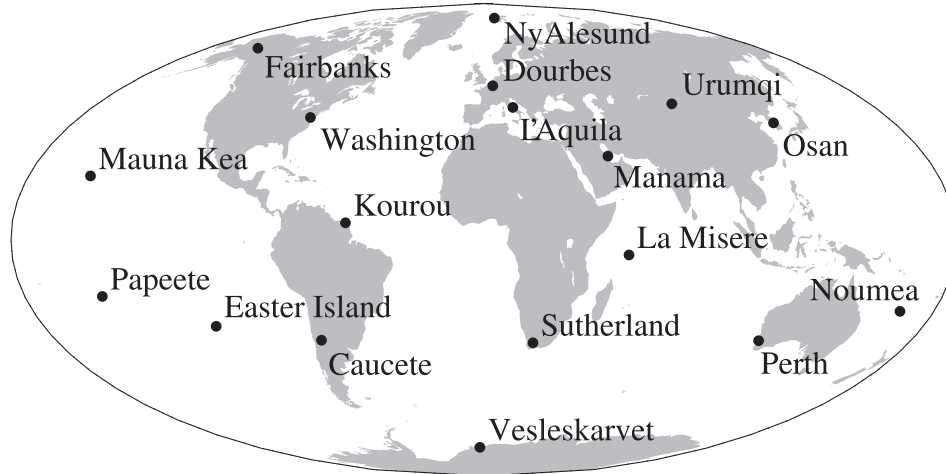 NyAlesund
Fairbanks
Dourbes
Urumqi
Washington
L'Aquila
Osan
Mauna Kea
Manama
Kourou
La Misere
Papeete
Noumea
Easter Island
Sutherland
Caucete
Perth
Vesleskarvet